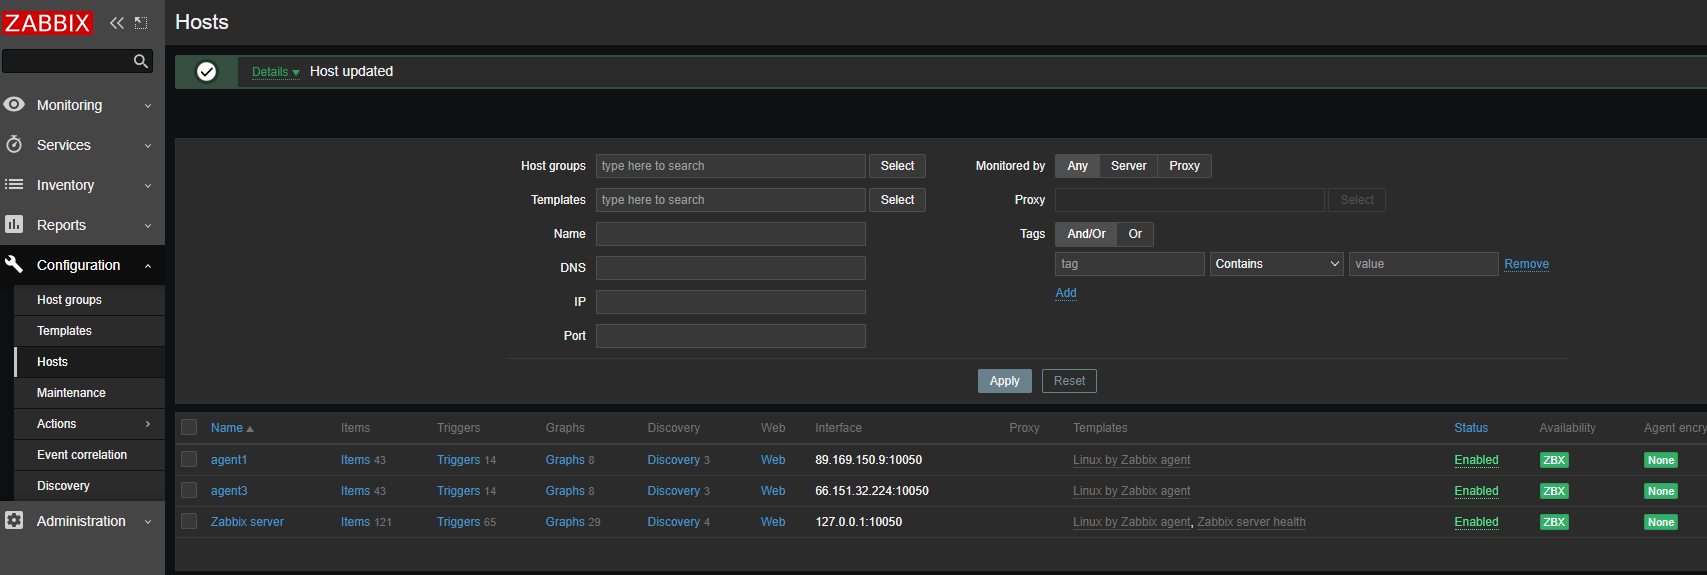 ZABBIX
Hosts
Details Host updated
Monitoring
Services
Inventory
Reports
Configuration
Host groups
Templates
Hosts
Maintenance
Actions
Event correlation
Discovery
Administration
Host groups type here to search Select
Templates type here to search Select
Name
DNS
IP
Port
Monitored by Any Server Proxy
Proxy Select
Tags And/Or Or
tag Contains value Remove
Add
Apply Reset
Name Items Triggers Graphs Discovery Web Interface Proxy Templates Status Availability Agent encry
agent1 Items 43 Triggers 14 Graphs 8 Discovery 3 Web 89.169.150.9:10050 Linux by Zabbix agent Enabled ZBX None
agent3 Items 43 Triggers 14 Graphs 8 Discovery 3 Web 66.151.32.224:10050 Linux by Zabbix agent Enabled ZBX None
Zabbix server Items 121 Triggers 65 Graphs 29 Discovery 4 Web 127.0.0.1:10050 Linux by Zabbix agent, Zabbix server health Enabled ZBX None